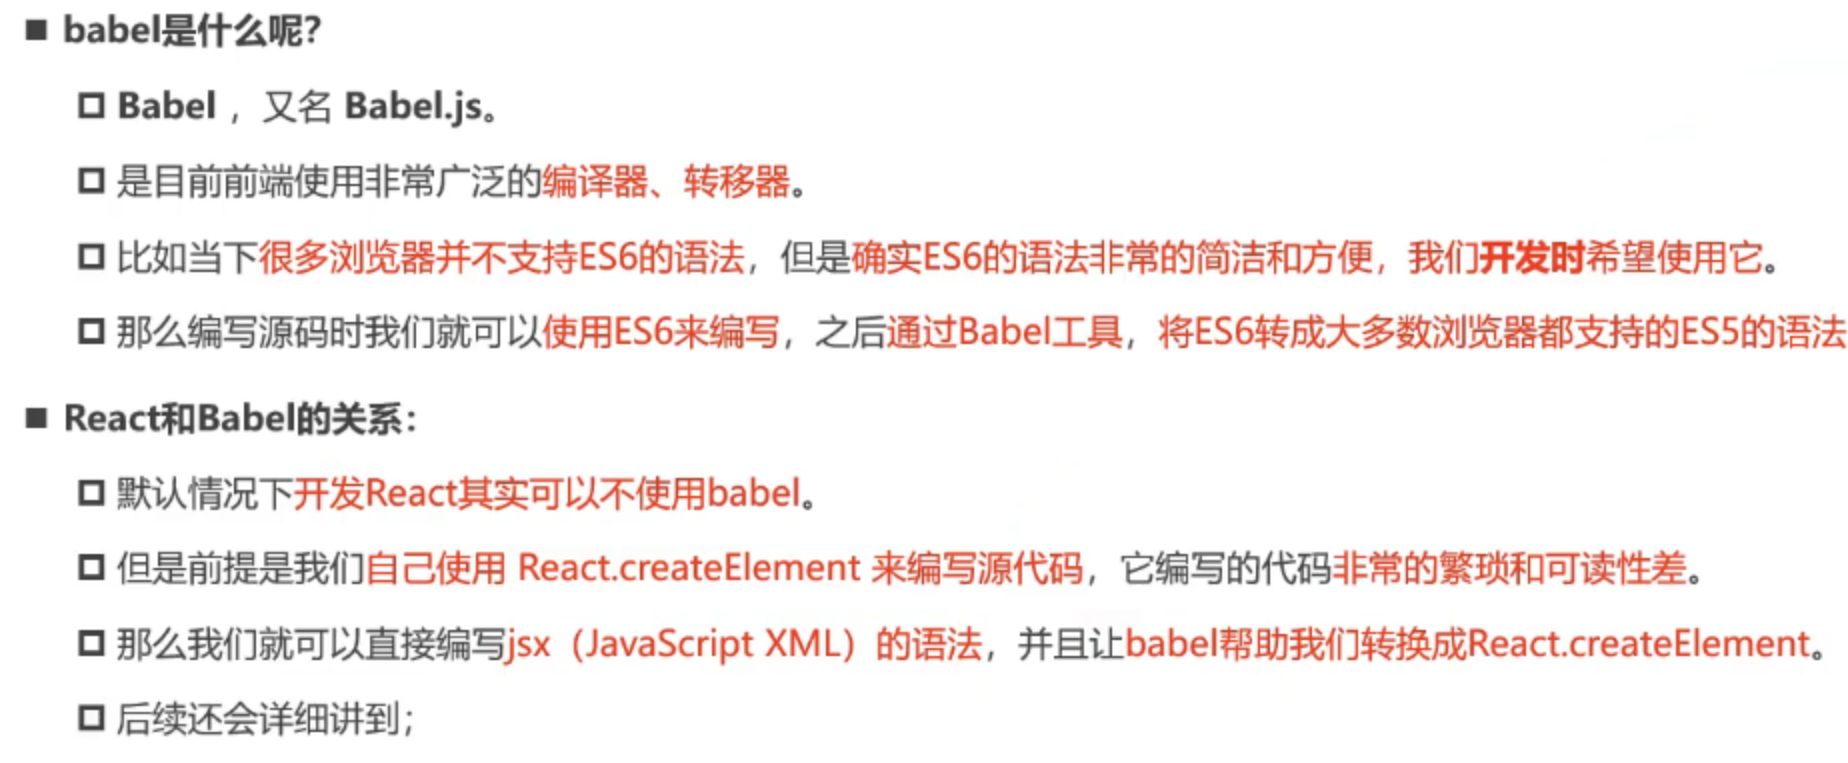 ■ babel是什么呢?
□ Babel ，又名 Babel.js。
□ 是目前前端使用非常广泛的编译器、转移器。
□ 比如当下很多浏览器并不支持ES6的语法，但是确实ES6的语法非常的简洁和方便，我们开发时希望使用它。
□ 那么编写源码时我们就可以使用ES6来编写，之后通过Babel工具，将ES6转成大多数浏览器都支持的ES5的语法
■ React和Babel的关系：
□ 默认情况下开发React其实可以不使用babel。
□ 但是前提是我们自己使用 React.createElement 来编写源代码，它编写的代码非常的繁琐和可读性差。
□ 那么我们就可以直接编写jsx（JavaScript XML）的语法，并且让babel帮助我们转换成React.createElement。
□ 后续还会详细讲到；